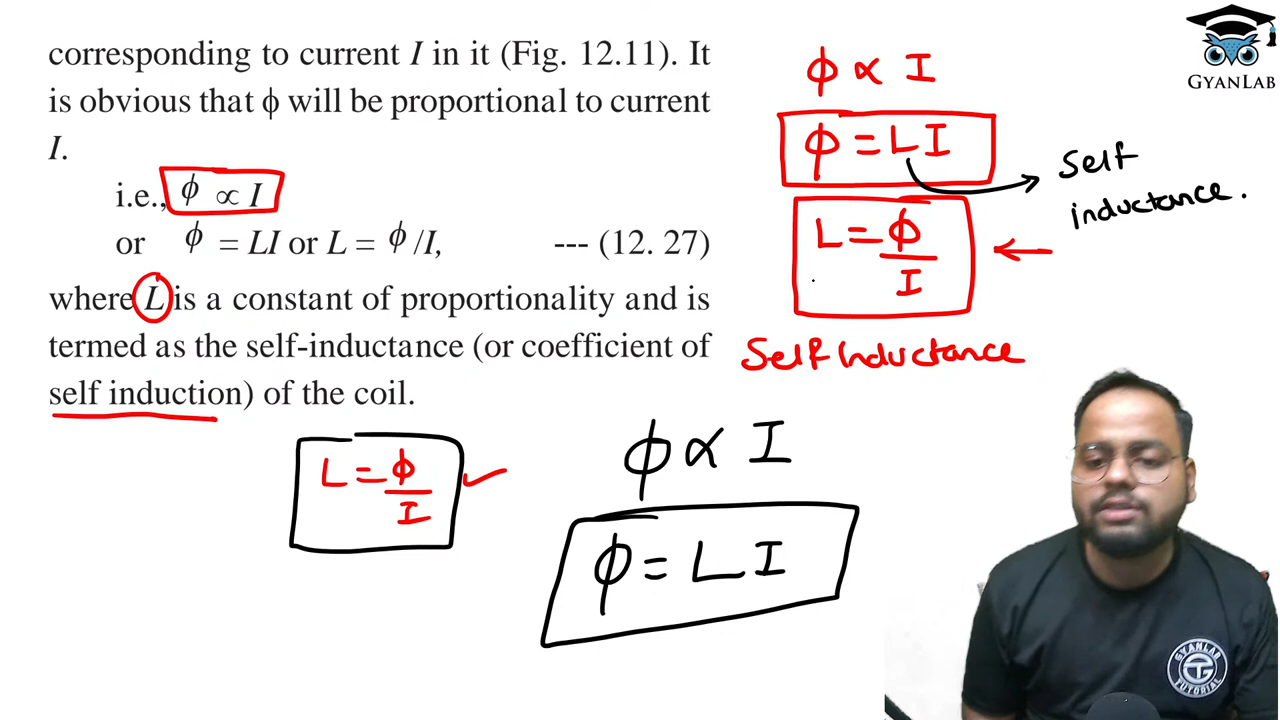 corresponding to current I in it (Fig. 12.11). It
is obvious that ϕ will be proportional to current
I.
i.e., ϕ ∝ I
or ϕ = LI or L = ϕ /I, --- (12. 27)
where L is a constant of proportionality and is
termed as the self-inductance (or coefficient of
self induction) of the coil.
L = ϕ/I
ϕ ∝ I
ϕ = LI
Self
inductance.
L = ϕ/I
Self Inductance
ϕ ∝ I
ϕ = LI
GYANLAB
GYANLAB
TUTORIAL